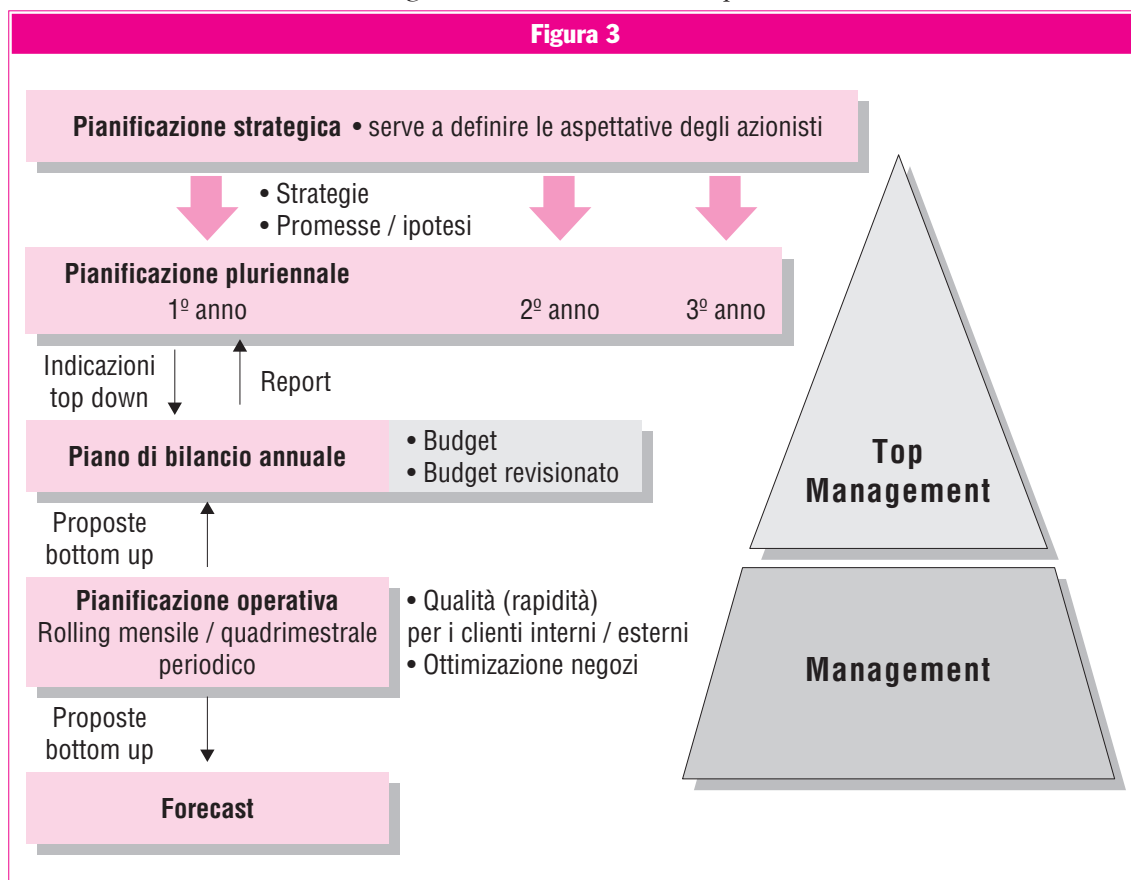 Figura 3
Pianificazione strategica • serve a definire le aspettative degli azionisti
• Strategie
• Promesse / ipotesi
Pianificazione pluriennale
1º anno 2º anno 3º anno
Indicazioni
top down
Report
Piano di bilancio annuale
• Budget
• Budget revisionato
Proposte
bottom up
Pianificazione operativa
Rolling mensile / quadrimestrale
periodico
• Qualità (rapidità)
per i clienti interni / esterni
• Ottimizazione negozi
Proposte
bottom up
Forecast
Top
Management
Management